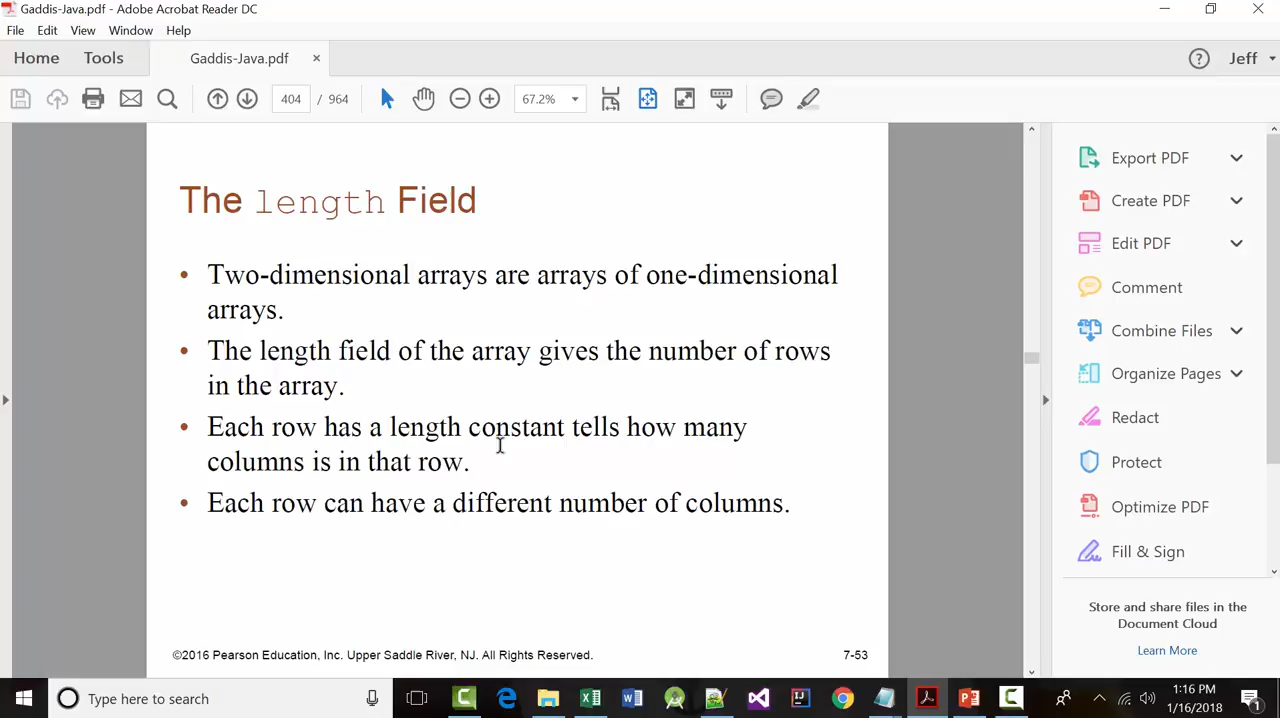 Gaddis-Java.pdf - Adobe Acrobat Reader DC
File Edit View Window Help
Home Tools Gaddis-Java.pdf × ? Jeff
404 / 964 67.2%
The length Field
• Two-dimensional arrays are arrays of one-dimensional
arrays.
• The length field of the array gives the number of rows
in the array.
• Each row has a length constant tells how many
columns is in that row.
• Each row can have a different number of columns.
©2016 Pearson Education, Inc. Upper Saddle River, NJ. All Rights Reserved. 7-53
Export PDF
Create PDF
Edit PDF
Comment
Combine Files
Organize Pages
Redact
Protect
Optimize PDF
Fill & Sign
Store and share files in the
Document Cloud
Learn More
Type here to search
1:16 PM
1/16/2018
1